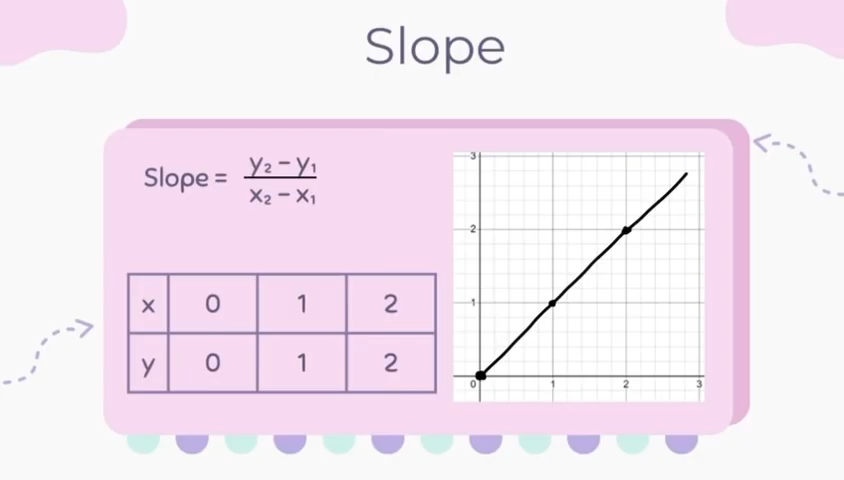 Slope
Slope = y₂ − y₁
x₂ − x₁
x 0 1 2
y 0 1 2
3
2
1
0 1 2 3